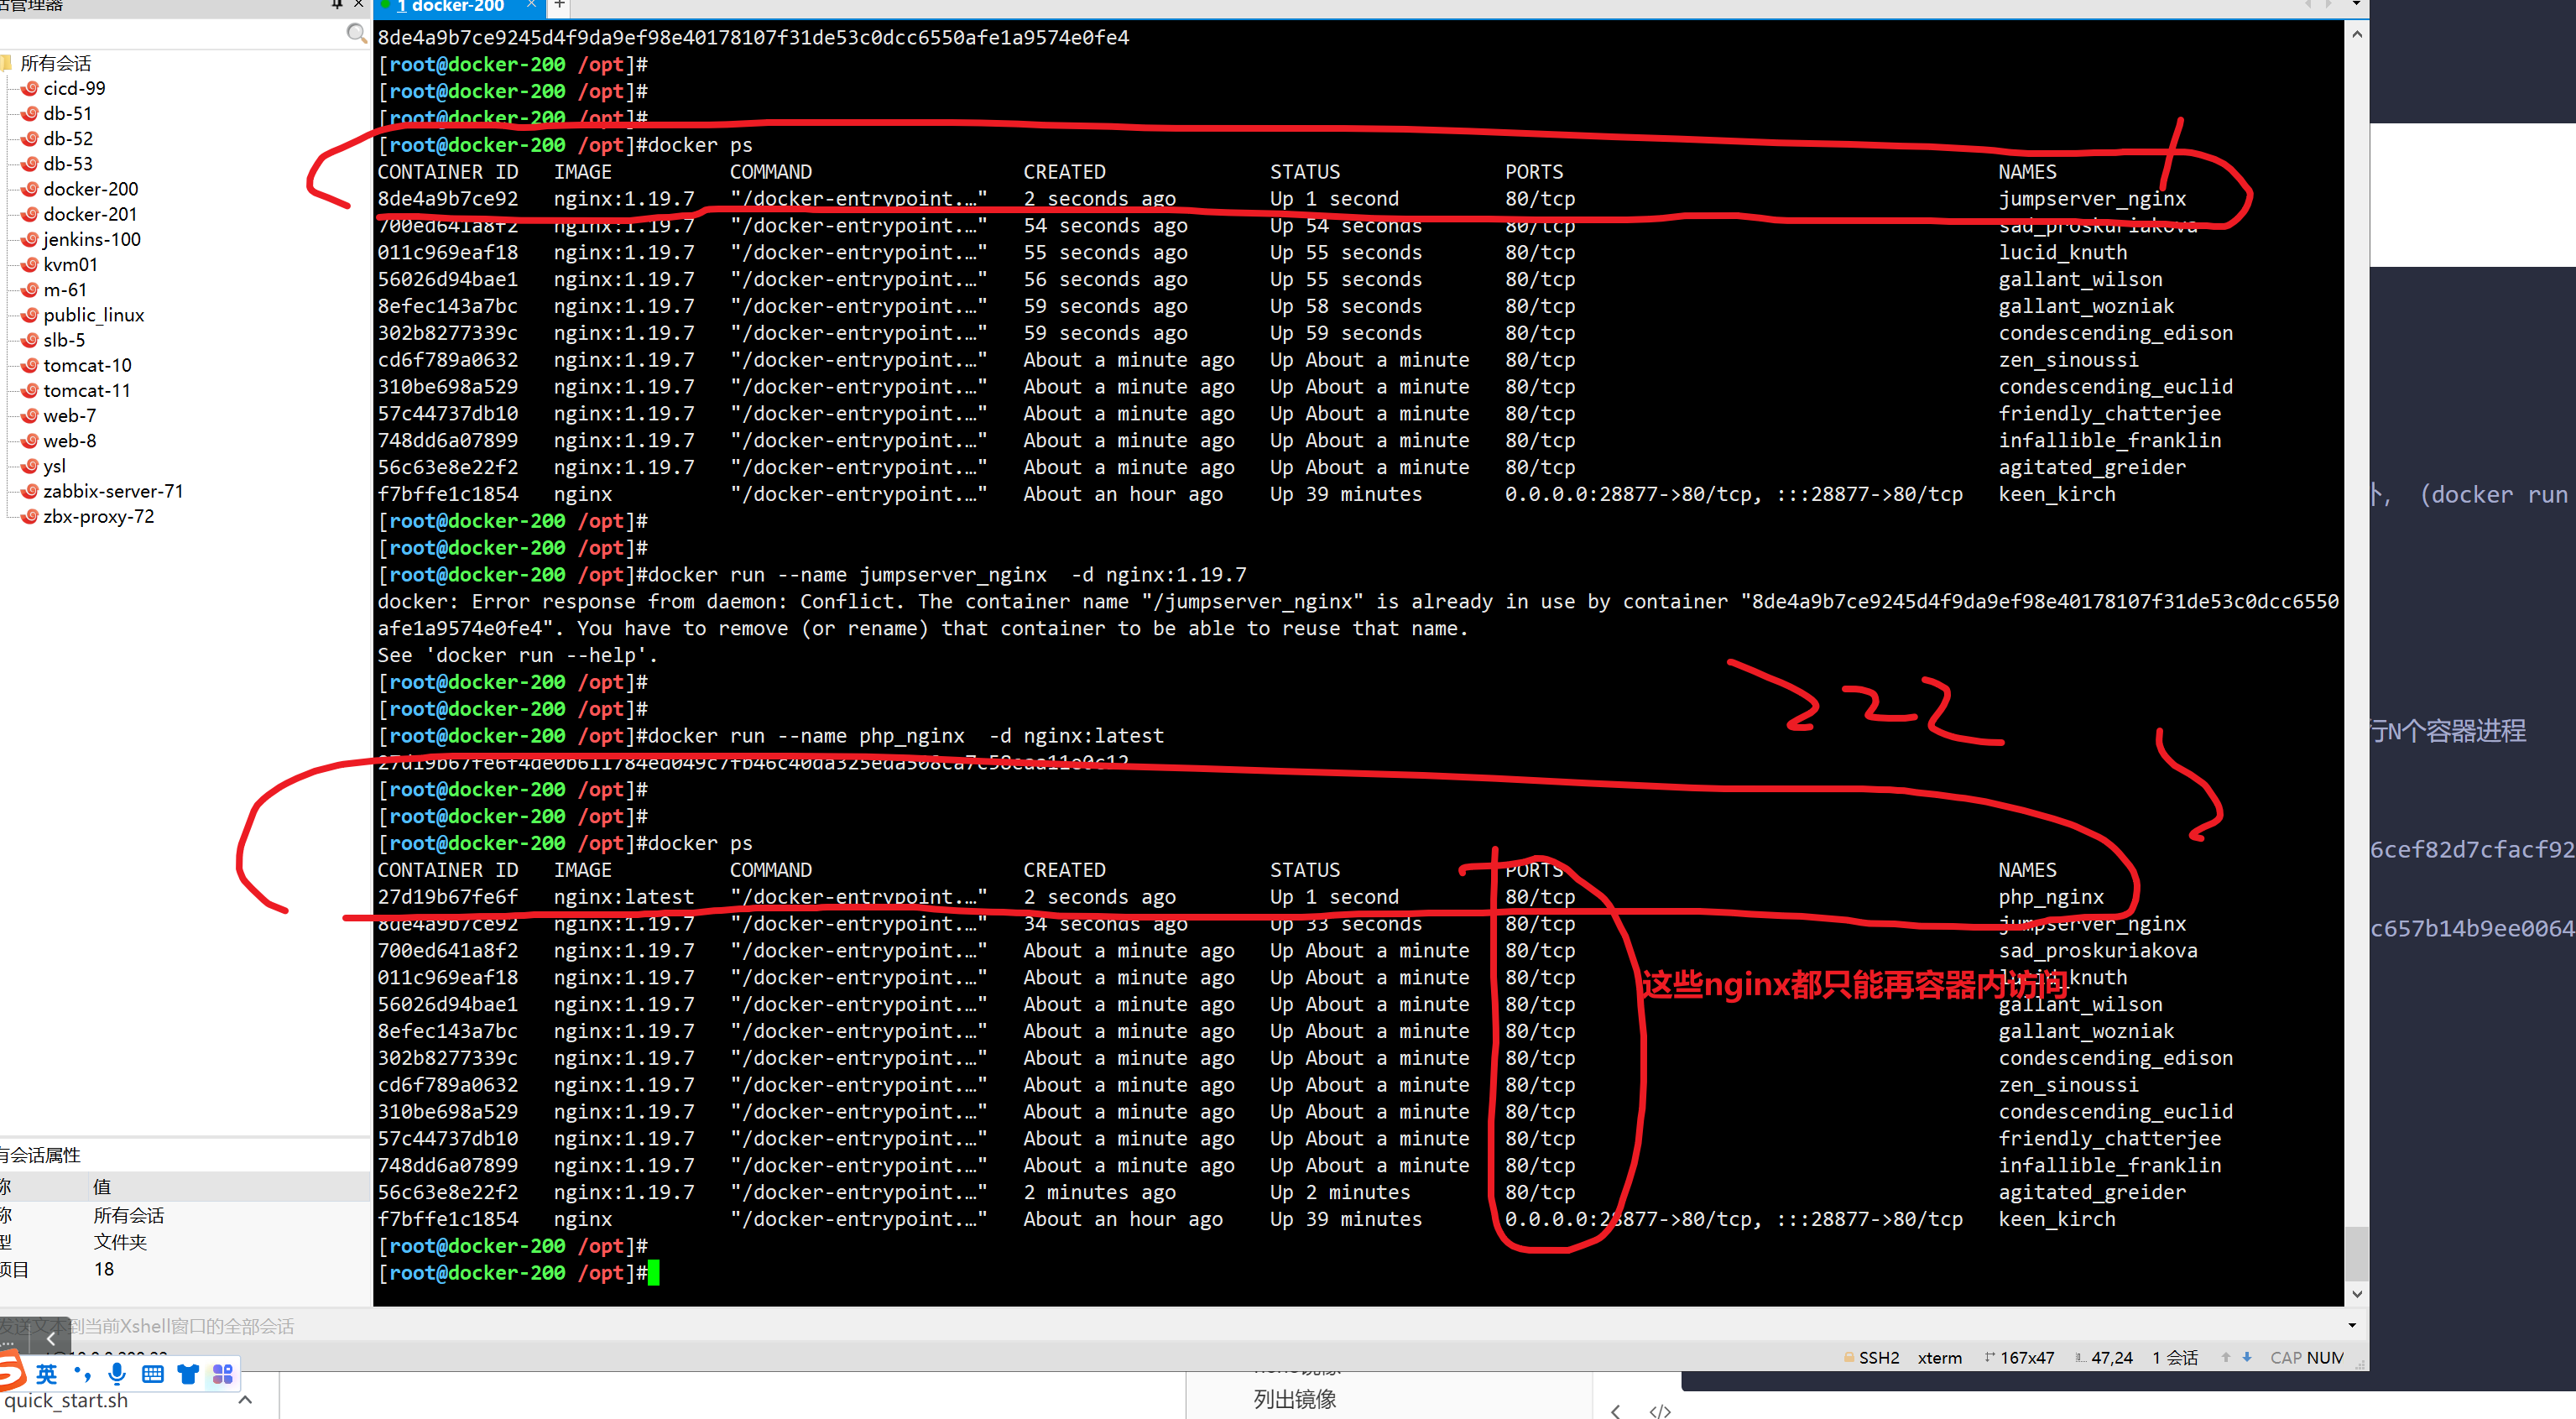 话管理器
1 docker-200
所有会话
cicd-99
db-51
db-52
db-53
docker-200
docker-201
jenkins-100
kvm01
m-61
public_linux
slb-5
tomcat-10
tomcat-11
web-7
web-8
ysl
zabbix-server-71
zbx-proxy-72
8de4a9b7ce9245d4f9da9ef98e40178107f31de53c0dcc6550afe1a9574e0fe4
[root@docker-200 /opt]#
[root@docker-200 /opt]#
[root@docker-200 /opt]#
[root@docker-200 /opt]#docker ps
CONTAINER ID   IMAGE   COMMAND   CREATED   STATUS   PORTS   NAMES
8de4a9b7ce92   nginx:1.19.7   "/docker-entrypoint.…"   2 seconds ago   Up 1 second   80/tcp   jumpserver_nginx
700ed641a8f2   nginx:1.19.7   "/docker-entrypoint.…"   54 seconds ago   Up 54 seconds   80/tcp   sad_proskuriakova
011c969eaf18   nginx:1.19.7   "/docker-entrypoint.…"   55 seconds ago   Up 55 seconds   80/tcp   lucid_knuth
56026d94bae1   nginx:1.19.7   "/docker-entrypoint.…"   56 seconds ago   Up 55 seconds   80/tcp   gallant_wilson
8efec143a7bc   nginx:1.19.7   "/docker-entrypoint.…"   59 seconds ago   Up 58 seconds   80/tcp   gallant_wozniak
302b8277339c   nginx:1.19.7   "/docker-entrypoint.…"   59 seconds ago   Up 59 seconds   80/tcp   condescending_edison
cd6f789a0632   nginx:1.19.7   "/docker-entrypoint.…"   About a minute ago   Up About a minute   80/tcp   zen_sinoussi
310be698a529   nginx:1.19.7   "/docker-entrypoint.…"   About a minute ago   Up About a minute   80/tcp   condescending_euclid
57c44737db10   nginx:1.19.7   "/docker-entrypoint.…"   About a minute ago   Up About a minute   80/tcp   friendly_chatterjee
748dd6a07899   nginx:1.19.7   "/docker-entrypoint.…"   About a minute ago   Up About a minute   80/tcp   infallible_franklin
56c63e8e22f2   nginx:1.19.7   "/docker-entrypoint.…"   About a minute ago   Up About a minute   80/tcp   agitated_greider
f7bffe1c1854   nginx   "/docker-entrypoint.…"   About an hour ago   Up 39 minutes   0.0.0.0:28877->80/tcp, :::28877->80/tcp   keen_kirch
[root@docker-200 /opt]#
[root@docker-200 /opt]#
[root@docker-200 /opt]#docker run --name jumpserver_nginx  -d nginx:1.19.7
docker: Error response from daemon: Conflict. The container name "/jumpserver_nginx" is already in use by container "8de4a9b7ce9245d4f9da9ef98e40178107f31de53c0dcc6550
afe1a9574e0fe4". You have to remove (or rename) that container to be able to reuse that name.
See 'docker run --help'.
[root@docker-200 /opt]#
[root@docker-200 /opt]#
[root@docker-200 /opt]#docker run --name php_nginx  -d nginx:latest
[root@docker-200 /opt]#
[root@docker-200 /opt]#
[root@docker-200 /opt]#docker ps
CONTAINER ID   IMAGE   COMMAND   CREATED   STATUS   PORTS   NAMES
27d19b67fe6f   nginx:latest   "/docker-entrypoint.…"   2 seconds ago   Up 1 second   80/tcp   php_nginx
8de4a9b7ce92   nginx:1.19.7   "/docker-entrypoint.…"   34 seconds ago   Up 33 seconds   80/tcp   jumpserver_nginx
700ed641a8f2   nginx:1.19.7   "/docker-entrypoint.…"   About a minute ago   Up About a minute   80/tcp   sad_proskuriakova
011c969eaf18   nginx:1.19.7   "/docker-entrypoint.…"   About a minute ago   Up About a minute   80/tcp   lucid_knuth
这些nginx都只能再容器内访问
56026d94bae1   nginx:1.19.7   "/docker-entrypoint.…"   About a minute ago   Up About a minute   80/tcp   gallant_wilson
8efec143a7bc   nginx:1.19.7   "/docker-entrypoint.…"   About a minute ago   Up About a minute   80/tcp   gallant_wozniak
302b8277339c   nginx:1.19.7   "/docker-entrypoint.…"   About a minute ago   Up About a minute   80/tcp   condescending_edison
cd6f789a0632   nginx:1.19.7   "/docker-entrypoint.…"   About a minute ago   Up About a minute   80/tcp   zen_sinoussi
310be698a529   nginx:1.19.7   "/docker-entrypoint.…"   About a minute ago   Up About a minute   80/tcp   condescending_euclid
57c44737db10   nginx:1.19.7   "/docker-entrypoint.…"   About a minute ago   Up About a minute   80/tcp   friendly_chatterjee
748dd6a07899   nginx:1.19.7   "/docker-entrypoint.…"   About a minute ago   Up About a minute   80/tcp   infallible_franklin
56c63e8e22f2   nginx:1.19.7   "/docker-entrypoint.…"   2 minutes ago   Up 2 minutes   80/tcp   agitated_greider
f7bffe1c1854   nginx   "/docker-entrypoint.…"   About an hour ago   Up 39 minutes   0.0.0.0:28877->80/tcp, :::28877->80/tcp   keen_kirch
[root@docker-200 /opt]#
[root@docker-200 /opt]#
(docker run
行N个容器进程
6cef82d7cfacf92
c657b14b9ee0064
有会话属性
称 值
称 所有会话
型 文件夹
项目 18
发送文本到当前Xshell窗口的全部会话
SSH2 xterm 167x47 47,24 1 会话 CAP NUM
英
quick_start.sh
列出镜像